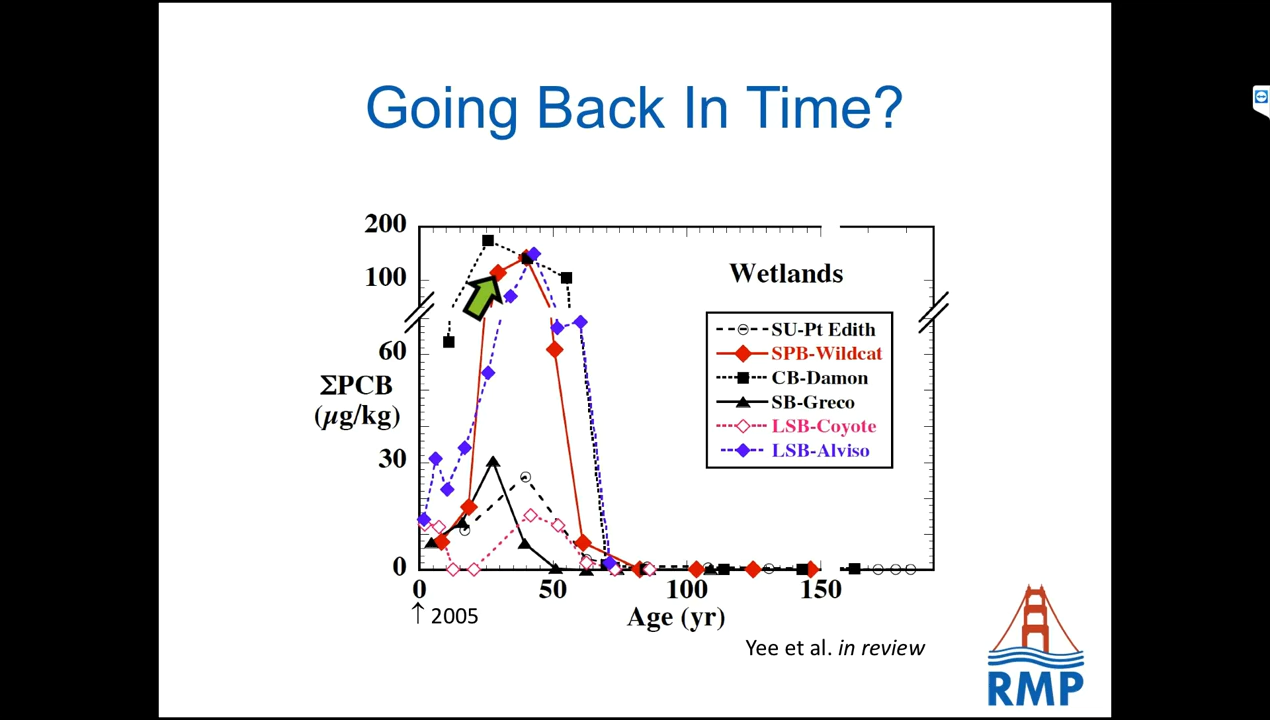 Going Back In Time?
200
100
60
30
0
ΣPCB
(µg/kg)
Wetlands
SU-Pt Edith
SPB-Wildcat
CB-Damon
SB-Greco
LSB-Coyote
LSB-Alviso
0 50 100 150
↑ 2005
Age (yr)
Yee et al. in review
RMP